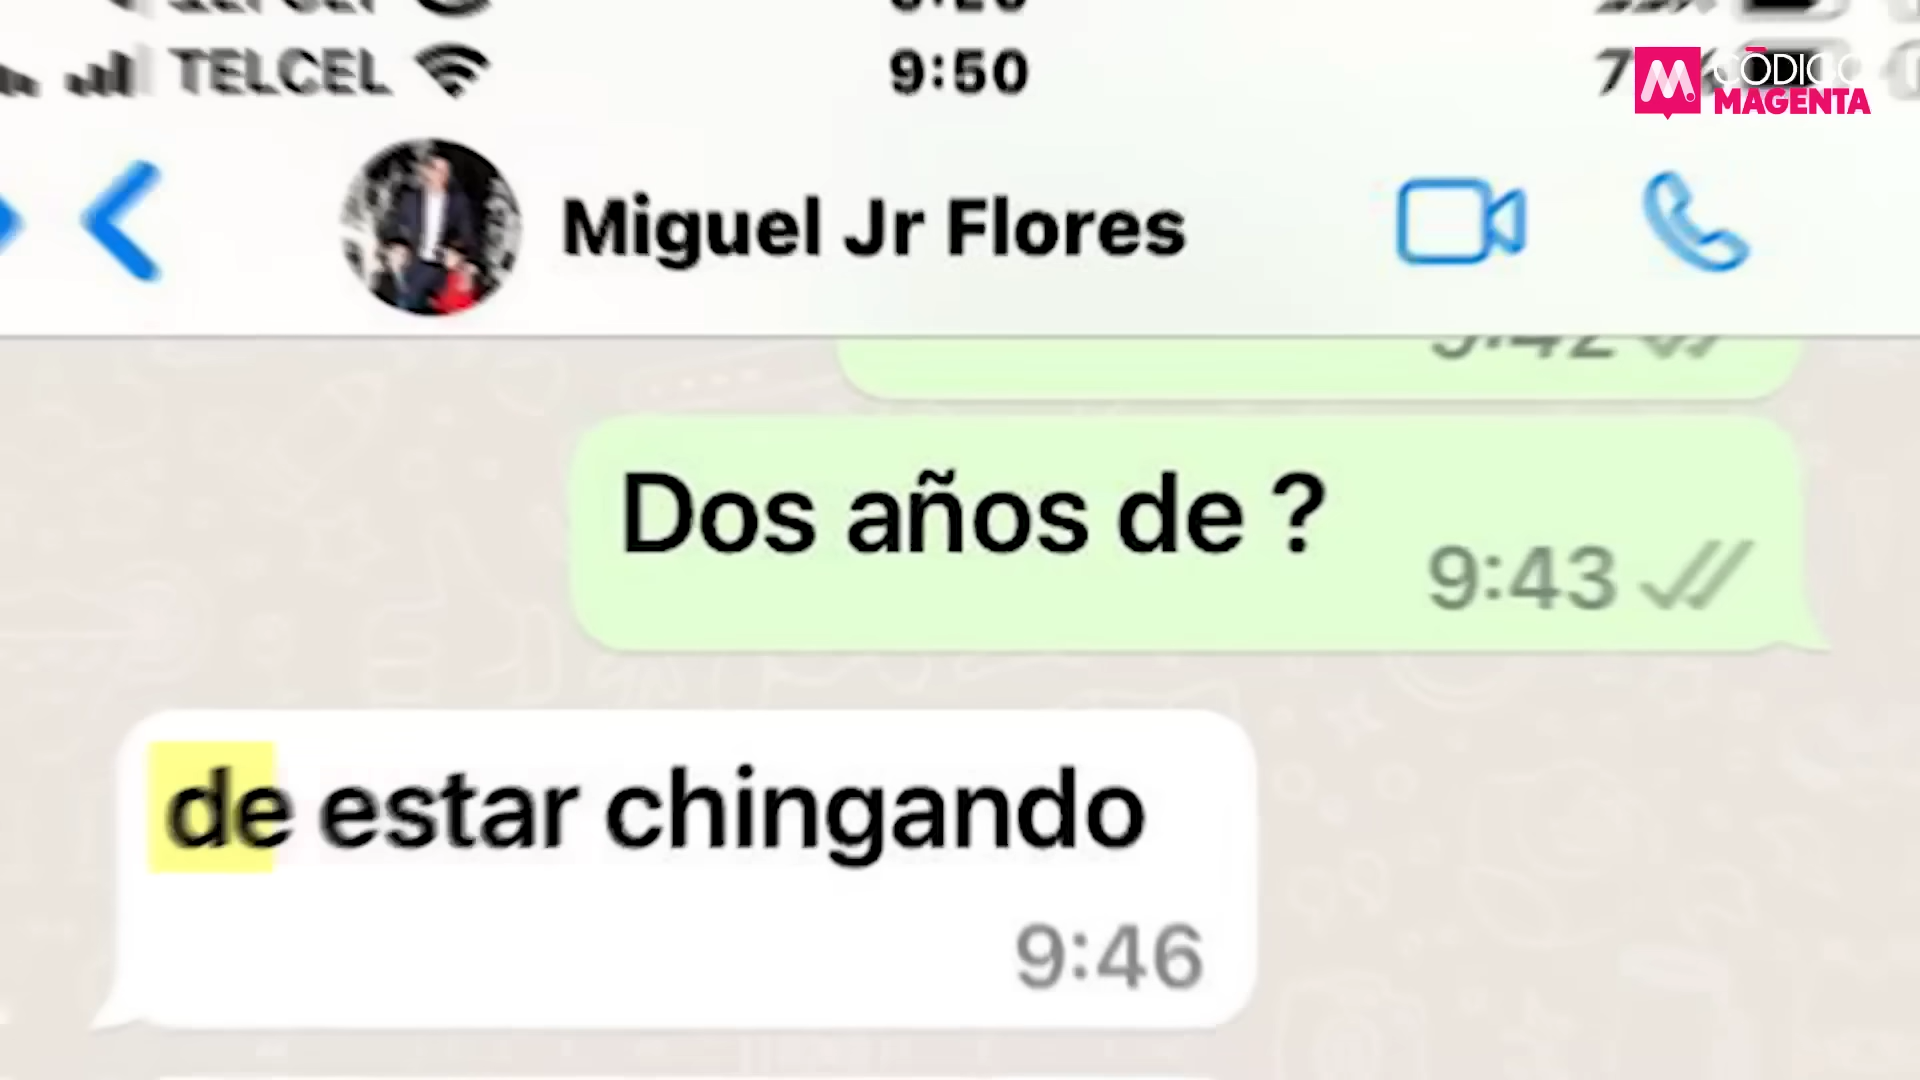 TELCEL
9:50
CÓDIGO
MAGENTA
Miguel Jr Flores
Dos años de ?
9:43
de estar chingando
9:46